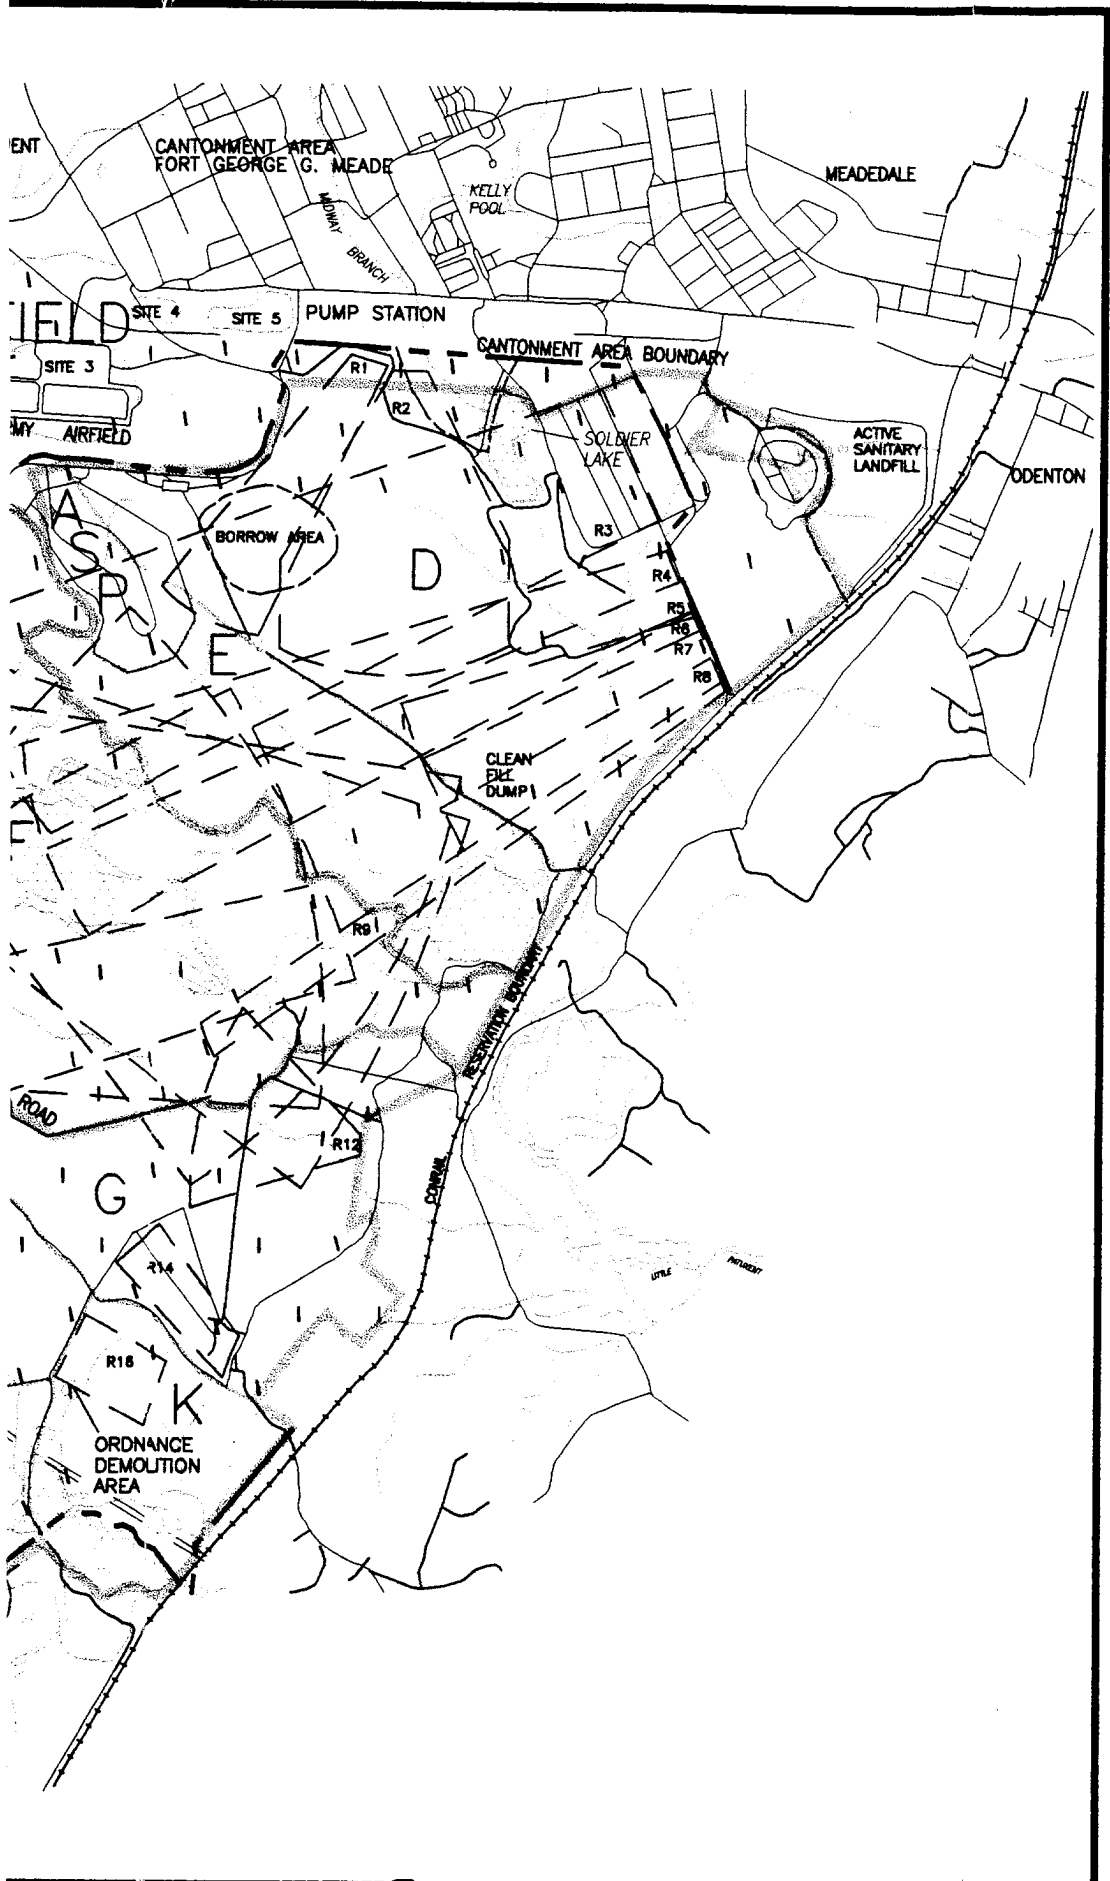 ENT
CANTONMENT AREA
FORT GEORGE G. MEADE
MEADEDALE
KELLY
POOL
MIDWAY
BRANCH
IELD
SITE 4
SITE 5
PUMP STATION
CANTONMENT AREA BOUNDARY
SITE 3
R1
R2
MY AIRFIELD
SOLDIER
LAKE
ACTIVE
SANITARY
LANDFILL
ODENTON
A
S
P
BORROW AREA
D
R3
R4
R5
R6
R7
R8
E
CLEAN
FILL
DUMP
F
R9
RESERVATION BOUNDARY
ROAD
R12
CONRAIL
G
R14
LITTLE
PATUXENT
R16
K
ORDNANCE
DEMOLITION
AREA